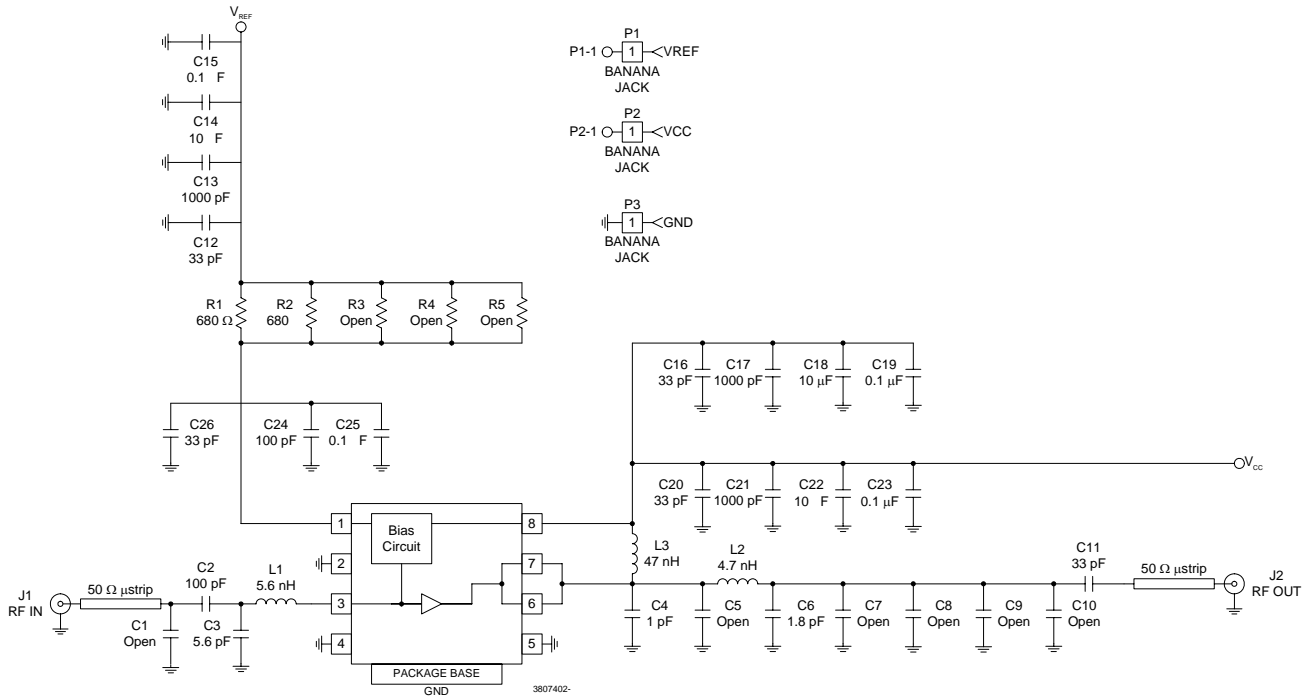 V_REF
C15
0.1 F
C14
10 F
C13
1000 pF
C12
33 pF
P1
P1-1 1 VREF
BANANA
JACK
P2
P2-1 1 VCC
BANANA
JACK
P3
1 GND
BANANA
JACK
R1
680 Ω
R2
680
R3
Open
R4
Open
R5
Open
C16
33 pF
C17
1000 pF
C18
10 µF
C19
0.1 µF
C26
33 pF
C24
100 pF
C25
0.1 F
V_CC
C20
33 pF
C21
1000 pF
C22
10 F
C23
0.1 µF
1
Bias
Circuit
8
2
7
3
6
4
5
PACKAGE BASE
GND
3807402-
L3
47 nH
L2
4.7 nH
C11
33 pF
50 Ω µstrip
J2
RF OUT
J1
RF IN
50 Ω µstrip
C2
100 pF
L1
5.6 nH
C1
Open
C3
5.6 pF
C4
1 pF
C5
Open
C6
1.8 pF
C7
Open
C8
Open
C9
Open
C10
Open